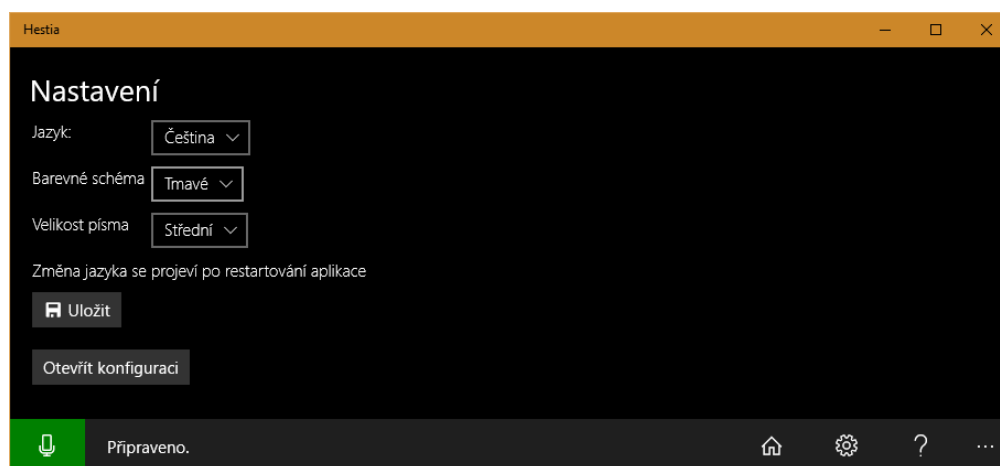 Hestia
Nastavení
Jazyk: Čeština
Barevné schéma Tmavé
Velikost písma Střední
Změna jazyka se projeví po restartování aplikace
Uložit
Otevřít konfiguraci
Připraveno.